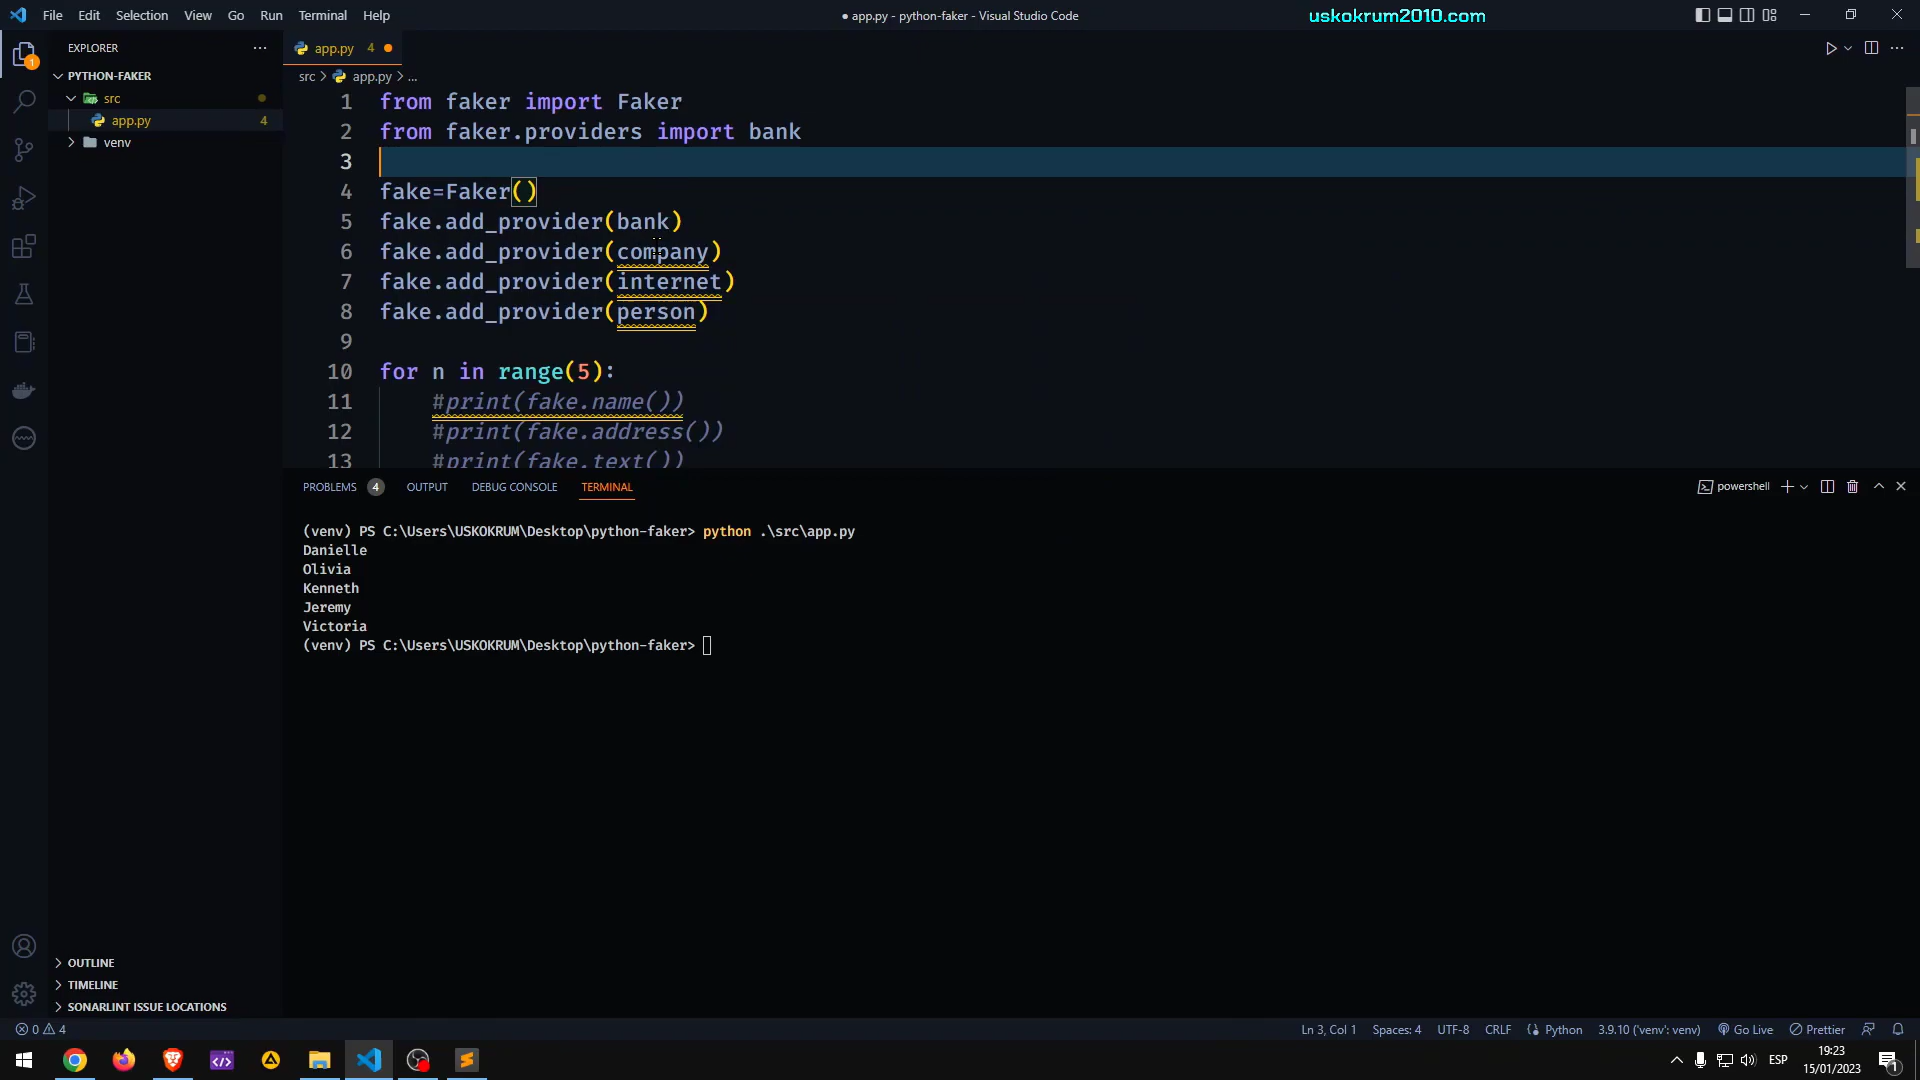 File Edit Selection View Go Run Terminal Help
● app.py - python-faker - Visual Studio Code
uskokrum2010.com
EXPLORER
app.py 4
PYTHON-FAKER
src
app.py 4
venv
1
src > app.py > ...
1 from faker import Faker
2 from faker.providers import bank
3
4 fake=Faker()
5 fake.add_provider(bank)
6 fake.add_provider(company)
7 fake.add_provider(internet)
8 fake.add_provider(person)
9
10 for n in range(5):
11 #print(fake.name())
12 #print(fake.address())
13 #print(fake.text())
PROBLEMS 4 OUTPUT DEBUG CONSOLE TERMINAL
powershell
(venv) PS C:\Users\USKOKRUM\Desktop\python-faker> python .\src\app.py
Danielle
Olivia
Kenneth
Jeremy
Victoria
(venv) PS C:\Users\USKOKRUM\Desktop\python-faker>
OUTLINE
TIMELINE
SONARLINT ISSUE LOCATIONS
0 4
Ln 3, Col 1 Spaces: 4 UTF-8 CRLF Python 3.9.10 ('venv': venv) Go Live Prettier
ESP
19:23
15/01/2023
1